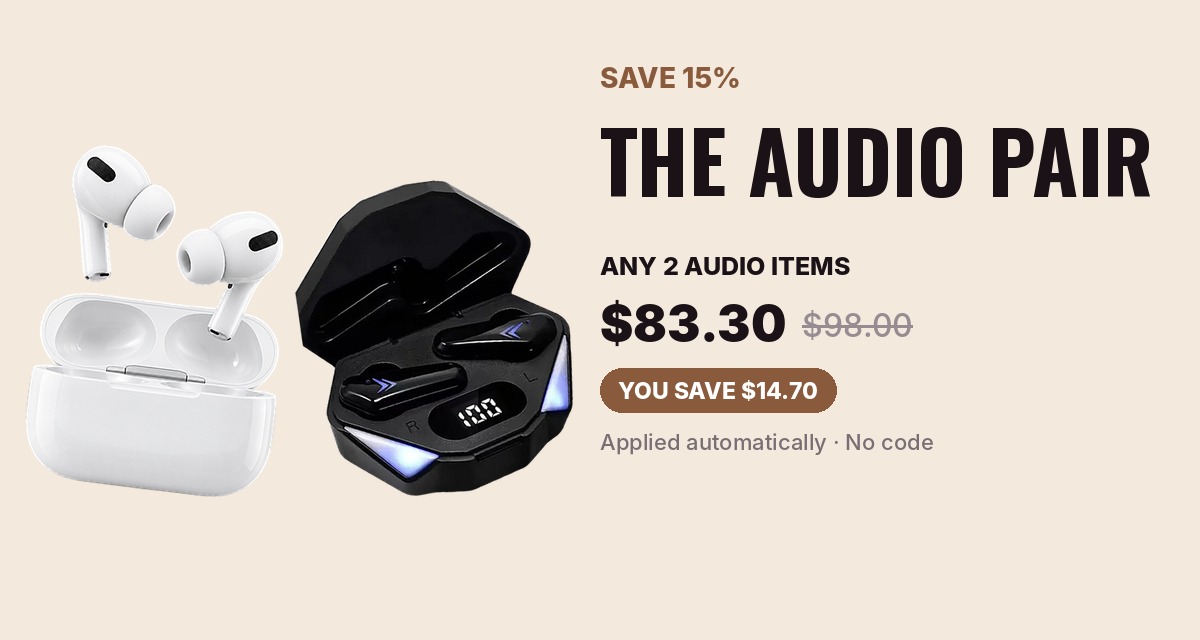 SAVE 15%
THE AUDIO PAIR
ANY 2 AUDIO ITEMS
$83.30 $98.00
YOU SAVE $14.70
Applied automatically · No code
L
R
100